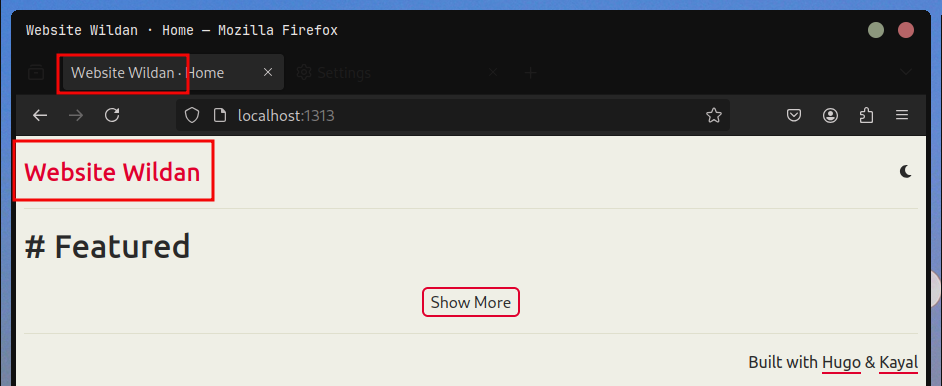 Website Wildan · Home — Mozilla Firefox
Website Wildan · Home
Settings
localhost:1313
Website Wildan
# Featured
Show More
Built with Hugo & Kayal